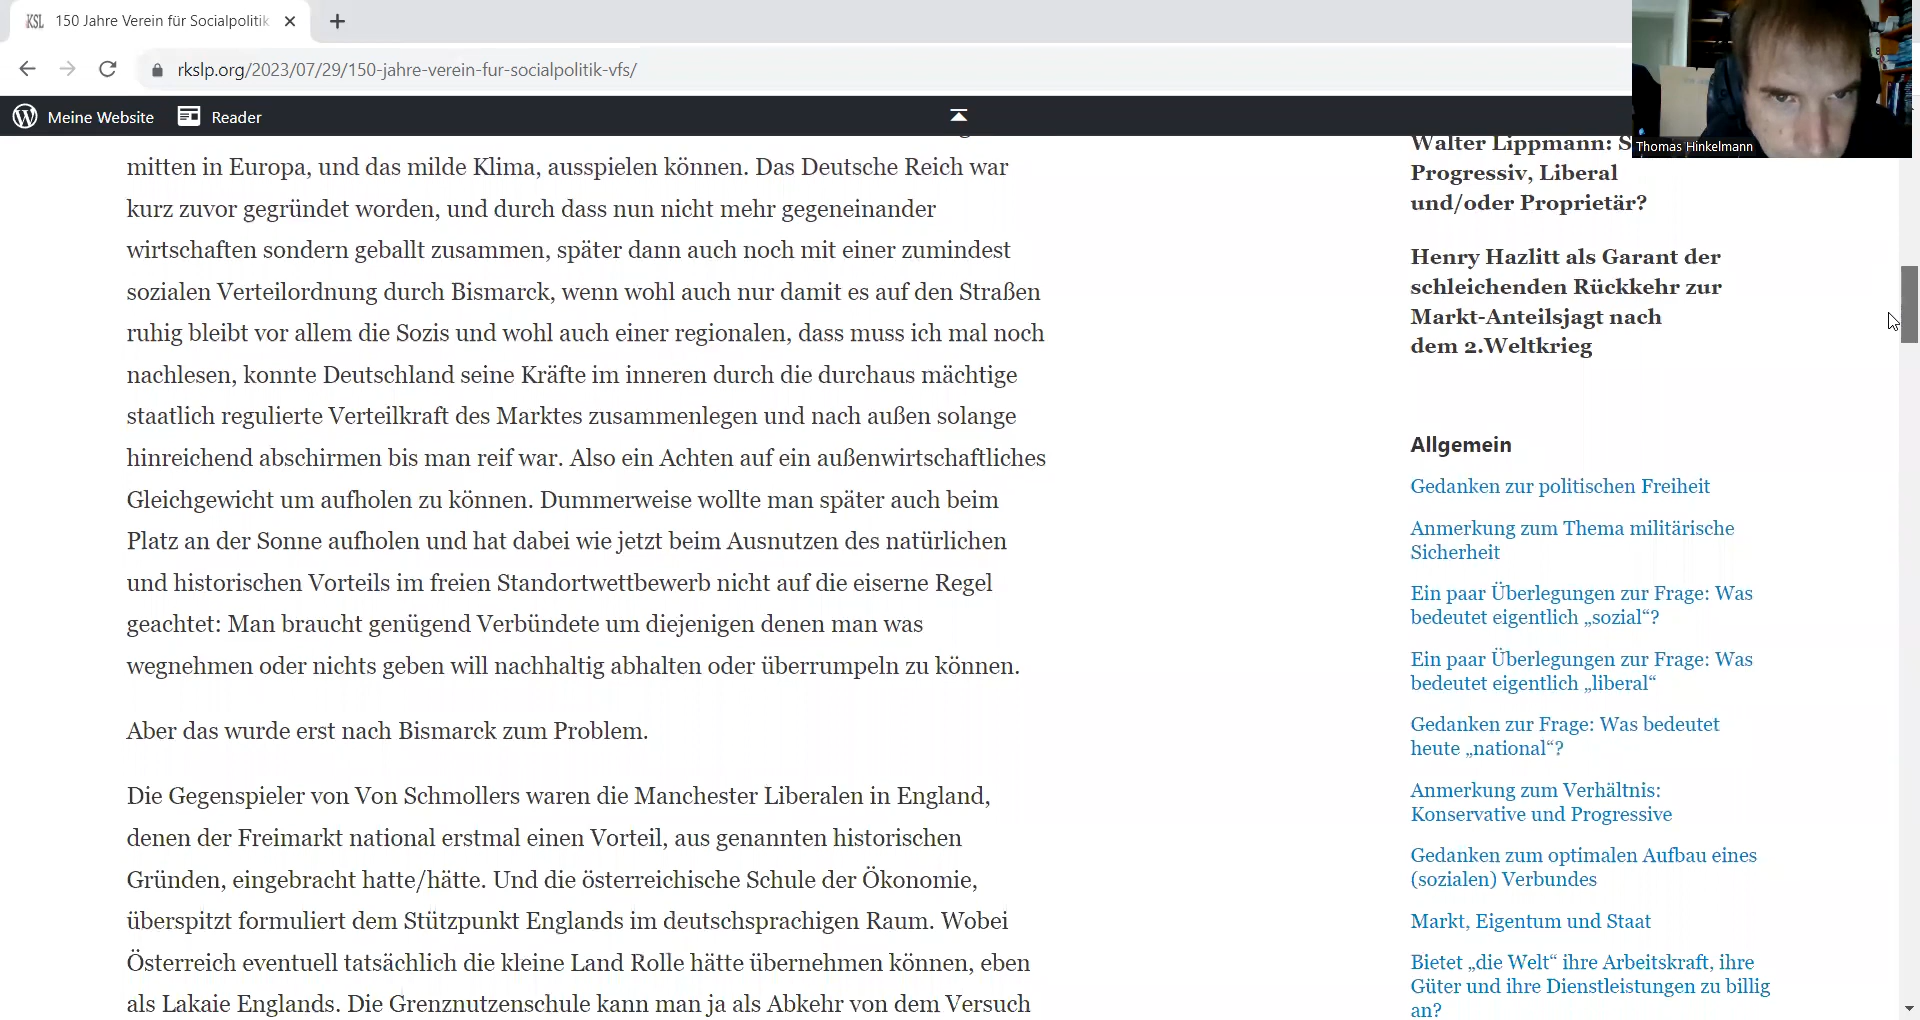 150 Jahre Verein für Socialpolitik
rkslp.org/2023/07/29/150-jahre-verein-fur-socialpolitik-vfs/
Meine Website
Reader
Thomas Hinkelmann
mitten in Europa, und das milde Klima, ausspielen können. Das Deutsche Reich war
kurz zuvor gegründet worden, und durch dass nun nicht mehr gegeneinander
wirtschaften sondern geballt zusammen, später dann auch noch mit einer zumindest
sozialen Verteilordnung durch Bismarck, wenn wohl auch nur damit es auf den Straßen
ruhig bleibt vor allem die Sozis und wohl auch einer regionalen, dass muss ich mal noch
nachlesen, konnte Deutschland seine Kräfte im inneren durch die durchaus mächtige
staatlich regulierte Verteilkraft des Marktes zusammenlegen und nach außen solange
hinreichend abschirmen bis man reif war. Also ein Achten auf ein außenwirtschaftliches
Gleichgewicht um aufholen zu können. Dummerweise wollte man später auch beim
Platz an der Sonne aufholen und hat dabei wie jetzt beim Ausnutzen des natürlichen
und historischen Vorteils im freien Standortwettbewerb nicht auf die eiserne Regel
geachtet: Man braucht genügend Verbündete um diejenigen denen man was
wegnehmen oder nichts geben will nachhaltig abhalten oder überrumpeln zu können.
Aber das wurde erst nach Bismarck zum Problem.
Die Gegenspieler von Von Schmollers waren die Manchester Liberalen in England,
denen der Freimarkt national erstmal einen Vorteil, aus genannten historischen
Gründen, eingebracht hatte/hätte. Und die österreichische Schule der Ökonomie,
überspitzt formuliert dem Stützpunkt Englands im deutschsprachigen Raum. Wobei
Österreich eventuell tatsächlich die kleine Land Rolle hätte übernehmen können, eben
als Lakaie Englands. Die Grenznutzenschule kann man ja als Abkehr von dem Versuch
Walter Lippmann:
Progressiv, Liberal
und/oder Proprietär?
Henry Hazlitt als Garant der
schleichenden Rückkehr zur
Markt-Anteilsjagt nach
dem 2.Weltkrieg
Allgemein
Gedanken zur politischen Freiheit
Anmerkung zum Thema militärische
Sicherheit
Ein paar Überlegungen zur Frage: Was
bedeutet eigentlich „sozial“?
Ein paar Überlegungen zur Frage: Was
bedeutet eigentlich „liberal“
Gedanken zur Frage: Was bedeutet
heute „national“?
Anmerkung zum Verhältnis:
Konservative und Progressive
Gedanken zum optimalen Aufbau eines
(sozialen) Verbundes
Markt, Eigentum und Staat
Bietet „die Welt“ ihre Arbeitskraft, ihre
Güter und ihre Dienstleistungen zu billig
an?